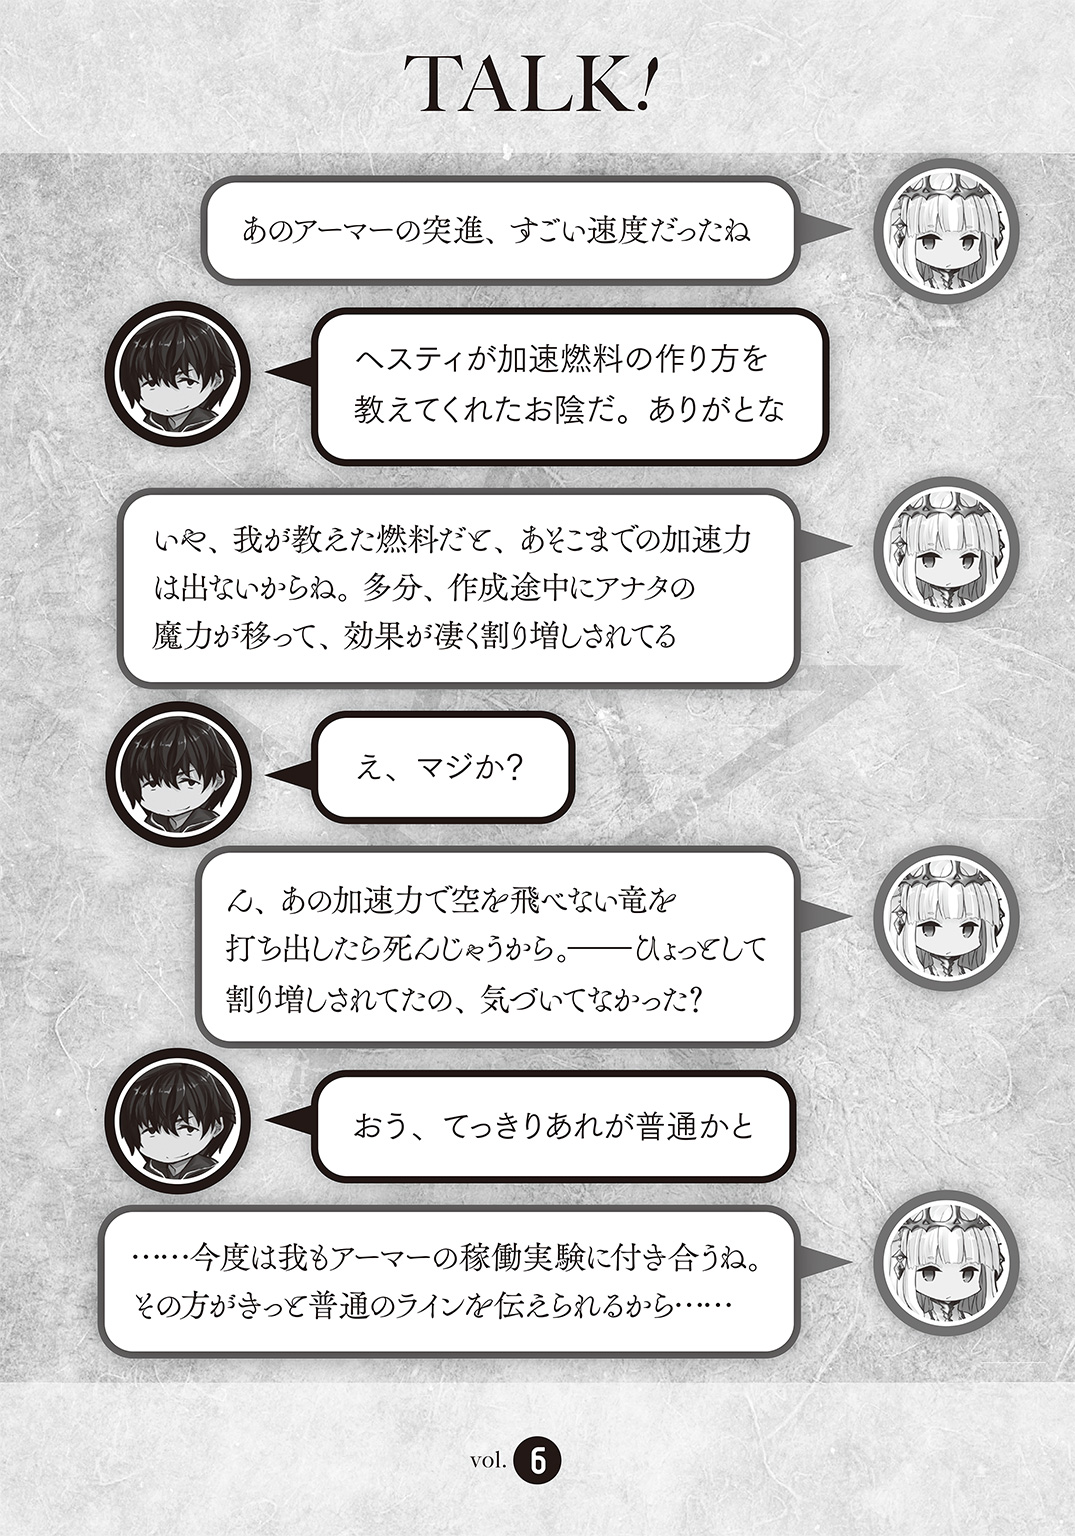 TALK!
あのアーマーの突進、すごい速度だったね
ヘスティが加速燃料の作り方を
教えてくれたお陰だ。ありがとな
いや、我が教えた燃料だと、あそこまでの加速力
は出ないからね。多分、作成途中にアナタの
魔力が移って、効果が凄く割り増しされてる
え、マジか?
ん、あの加速力で空を飛べない竜を
打ち出したら死んじゃうから。――ひょっとして
割り増しされてたの、気づいてなかった?
おう、てっきりあれが普通かと
……今度は我もアーマーの稼働実験に付き合うね。
その方がきっと普通のラインを伝えられるから……
vol. 6